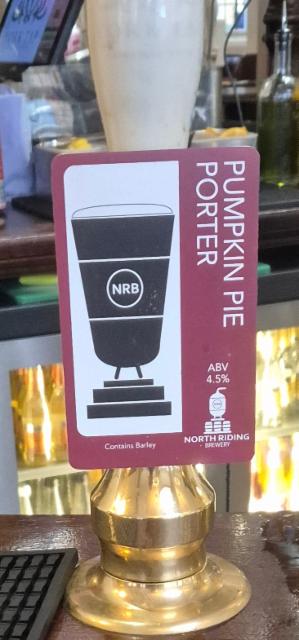 PUMPKIN PIE
PORTER
NRB
ABV
4.5%
NORTH RIDING
BREWERY
Contains Barley